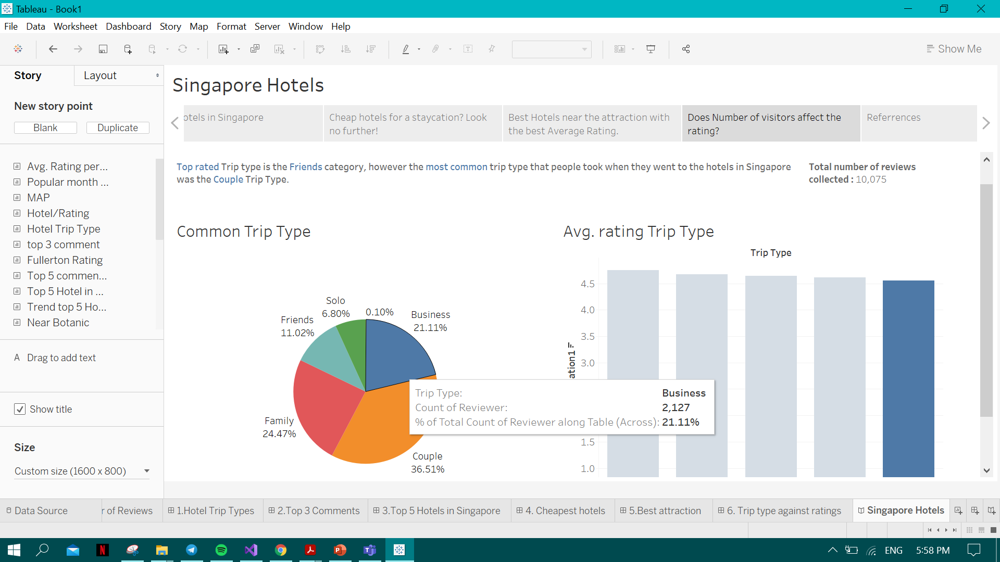 Tableau - Book1
File Data Worksheet Dashboard Story Map Format Server Window Help
Show Me
Story
Layout
New story point
Blank
Duplicate
Avg. Rating per...
Popular month ...
MAP
Hotel/Rating
Hotel Trip Type
top 3 comment
Fullerton Rating
Top 5 commen...
Top 5 Hotel in ...
Trend top 5 Ho...
Near Botanic
A Drag to add text
Show title
Size
Custom size (1600 x 800)
Singapore Hotels
otels in Singapore
Cheap hotels for a staycation? Look
no further!
Best Hotels near the attraction with
the best Average Rating.
Does Number of visitors affect the
rating?
Referrences
Top rated Trip type is the Friends category, however the most common trip type that people took when they went to the hotels in Singapore
was the Couple Trip Type.
Total number of reviews
collected : 10,075
Common Trip Type
Solo
6.80%
0.10%
Business
21.11%
Friends
11.02%
Family
24.47%
Couple
36.51%
Trip Type: Business
Count of Reviewer: 2,127
% of Total Count of Reviewer along Table (Across): 21.11%
Avg. rating Trip Type
Trip Type
4.5
4.0
3.5
3.0
1.5
1.0
ation1
Data Source
r of Reviews
1.Hotel Trip Types
2.Top 3 Comments
3.Top 5 Hotels in Singapore
4. Cheapest hotels
5.Best attraction
6. Trip type against ratings
Singapore Hotels
ENG
5:58 PM